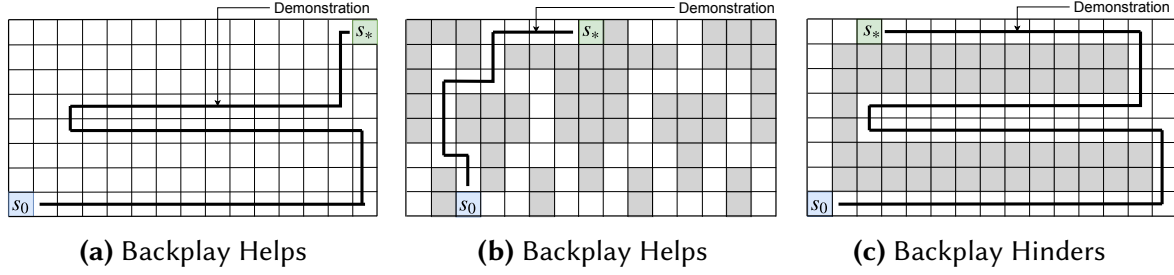 Demonstration
Demonstration
Demonstration
s*
s*
s*
s0
s0
s0
(a) Backplay Helps
(b) Backplay Helps
(c) Backplay Hinders